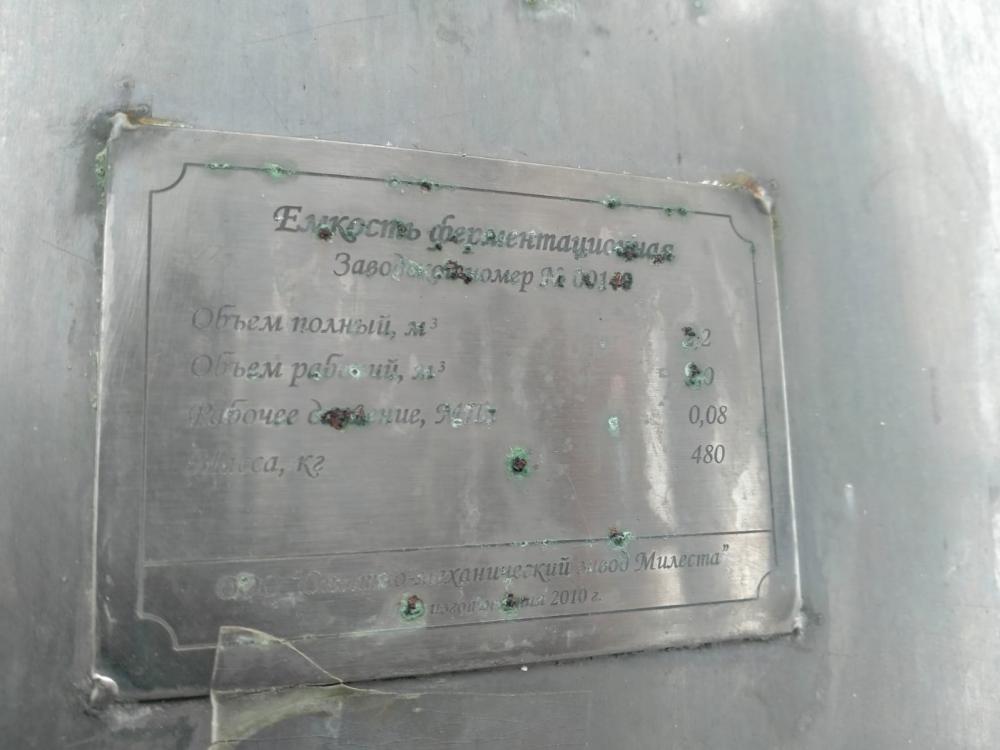 Емкость ферментационная
Заводской номер №
Объем полный, м³
Объем рабочий, м³
Рабочее давление, МПа 0,08
Масса, кг 480
механический завод Милеста”
2010 г.